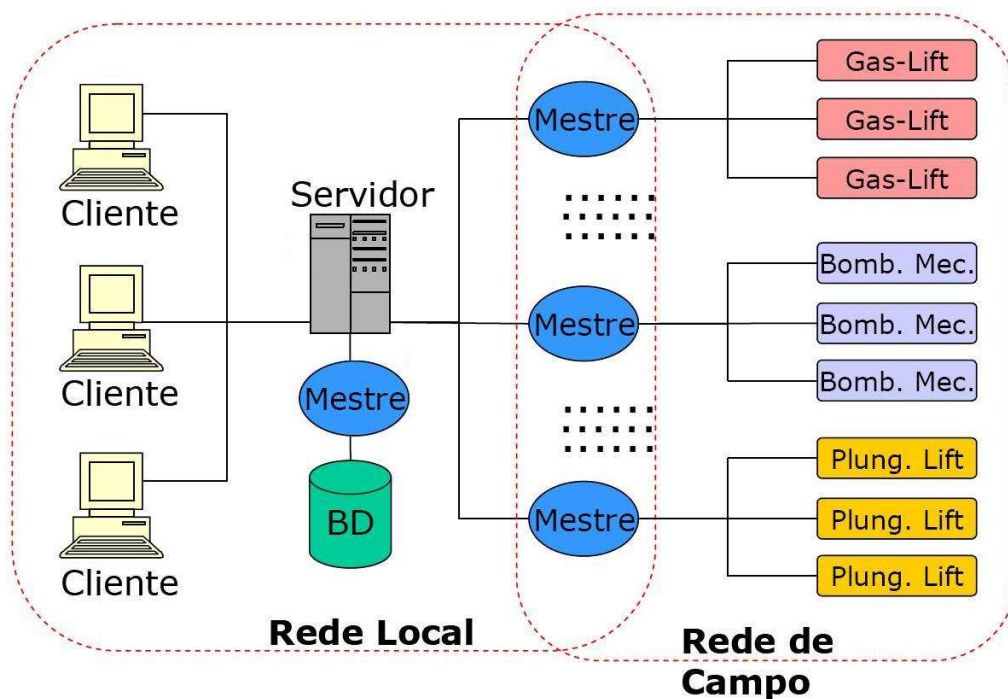 Cliente
Cliente
Cliente
Servidor
Mestre
BD
Mestre
Mestre
Mestre
Gas-Lift
Gas-Lift
Gas-Lift
Bomb. Mec.
Bomb. Mec.
Bomb. Mec.
Plung. Lift
Plung. Lift
Plung. Lift
Rede Local
Rede de
Campo